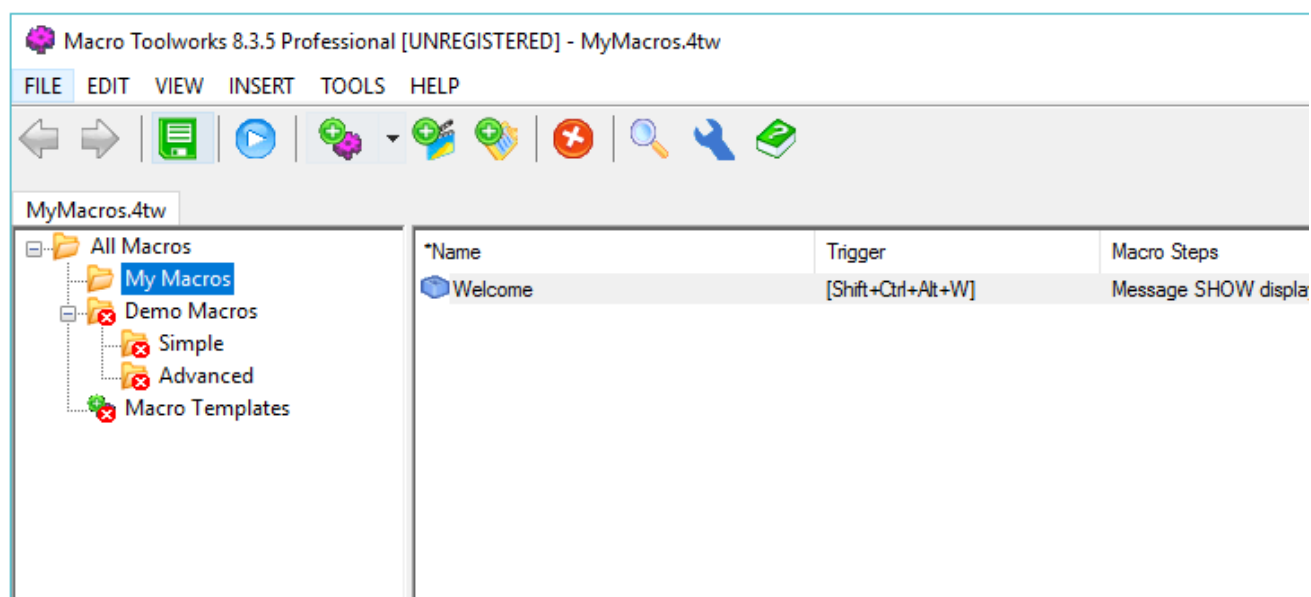 Macro Toolworks 8.3.5 Professional [UNREGISTERED] - MyMacros.4tw
FILE EDIT VIEW INSERT TOOLS HELP
MyMacros.4tw
All Macros
My Macros
Demo Macros
Simple
Advanced
Macro Templates
*Name Trigger Macro Steps
Welcome [Shift+Ctrl+Alt+W] Message SHOW display